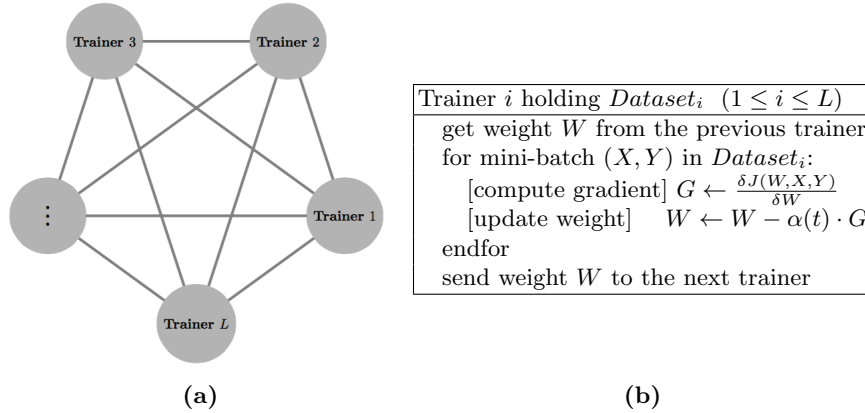 Trainer 3
Trainer 2
⋮
Trainer 1
Trainer L
(a)
Trainer i holding Dataset_i (1 ≤ i ≤ L)
get weight W from the previous trainer
for mini-batch (X, Y) in Dataset_i:
[compute gradient] G ← δJ(W,X,Y)/δW
[update weight] W ← W − α(t) · G
endfor
send weight W to the next trainer
(b)